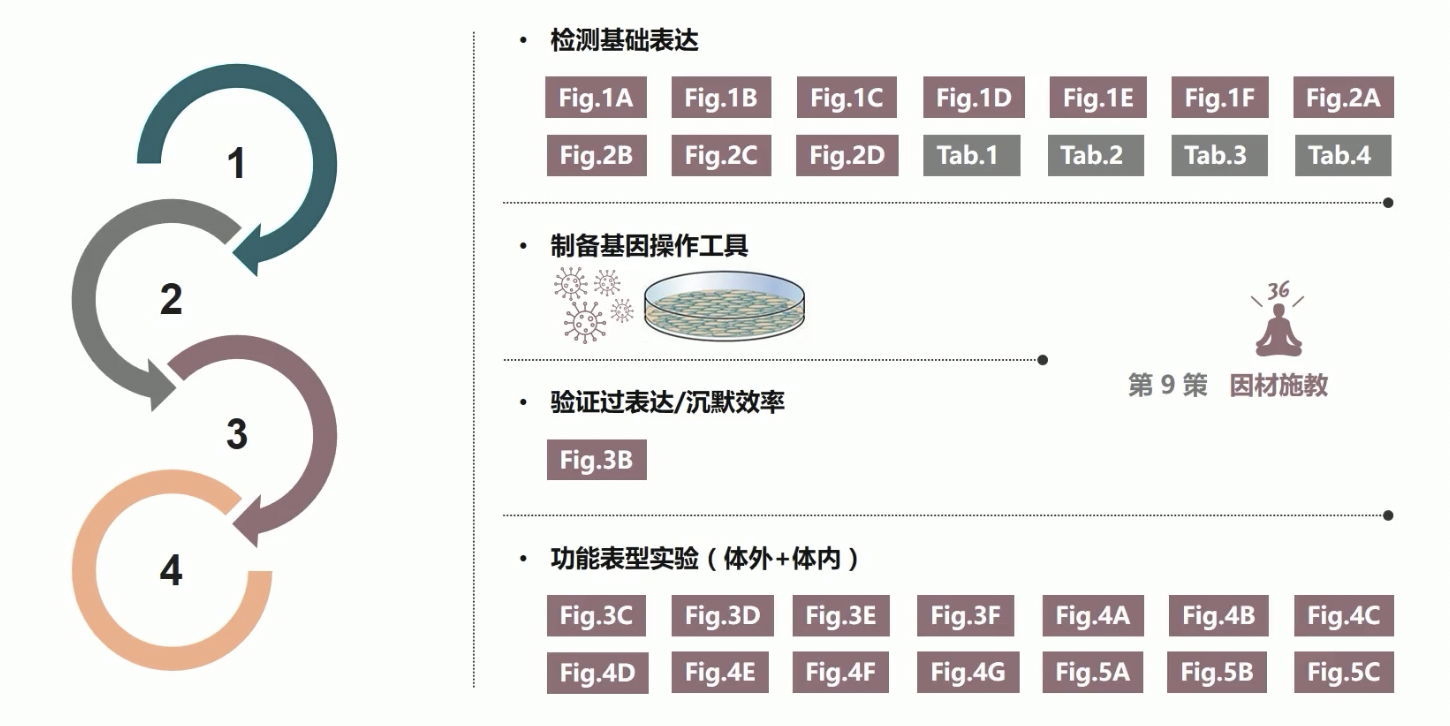 1
2
3
4
• 检测基础表达
Fig.1A Fig.1B Fig.1C Fig.1D Fig.1E Fig.1F Fig.2A
Fig.2B Fig.2C Fig.2D Tab.1 Tab.2 Tab.3 Tab.4
• 制备基因操作工具
36
第 9 策 因材施教
• 验证过表达/沉默效率
Fig.3B
• 功能表型实验（体外+体内）
Fig.3C Fig.3D Fig.3E Fig.3F Fig.4A Fig.4B Fig.4C
Fig.4D Fig.4E Fig.4F Fig.4G Fig.5A Fig.5B Fig.5C